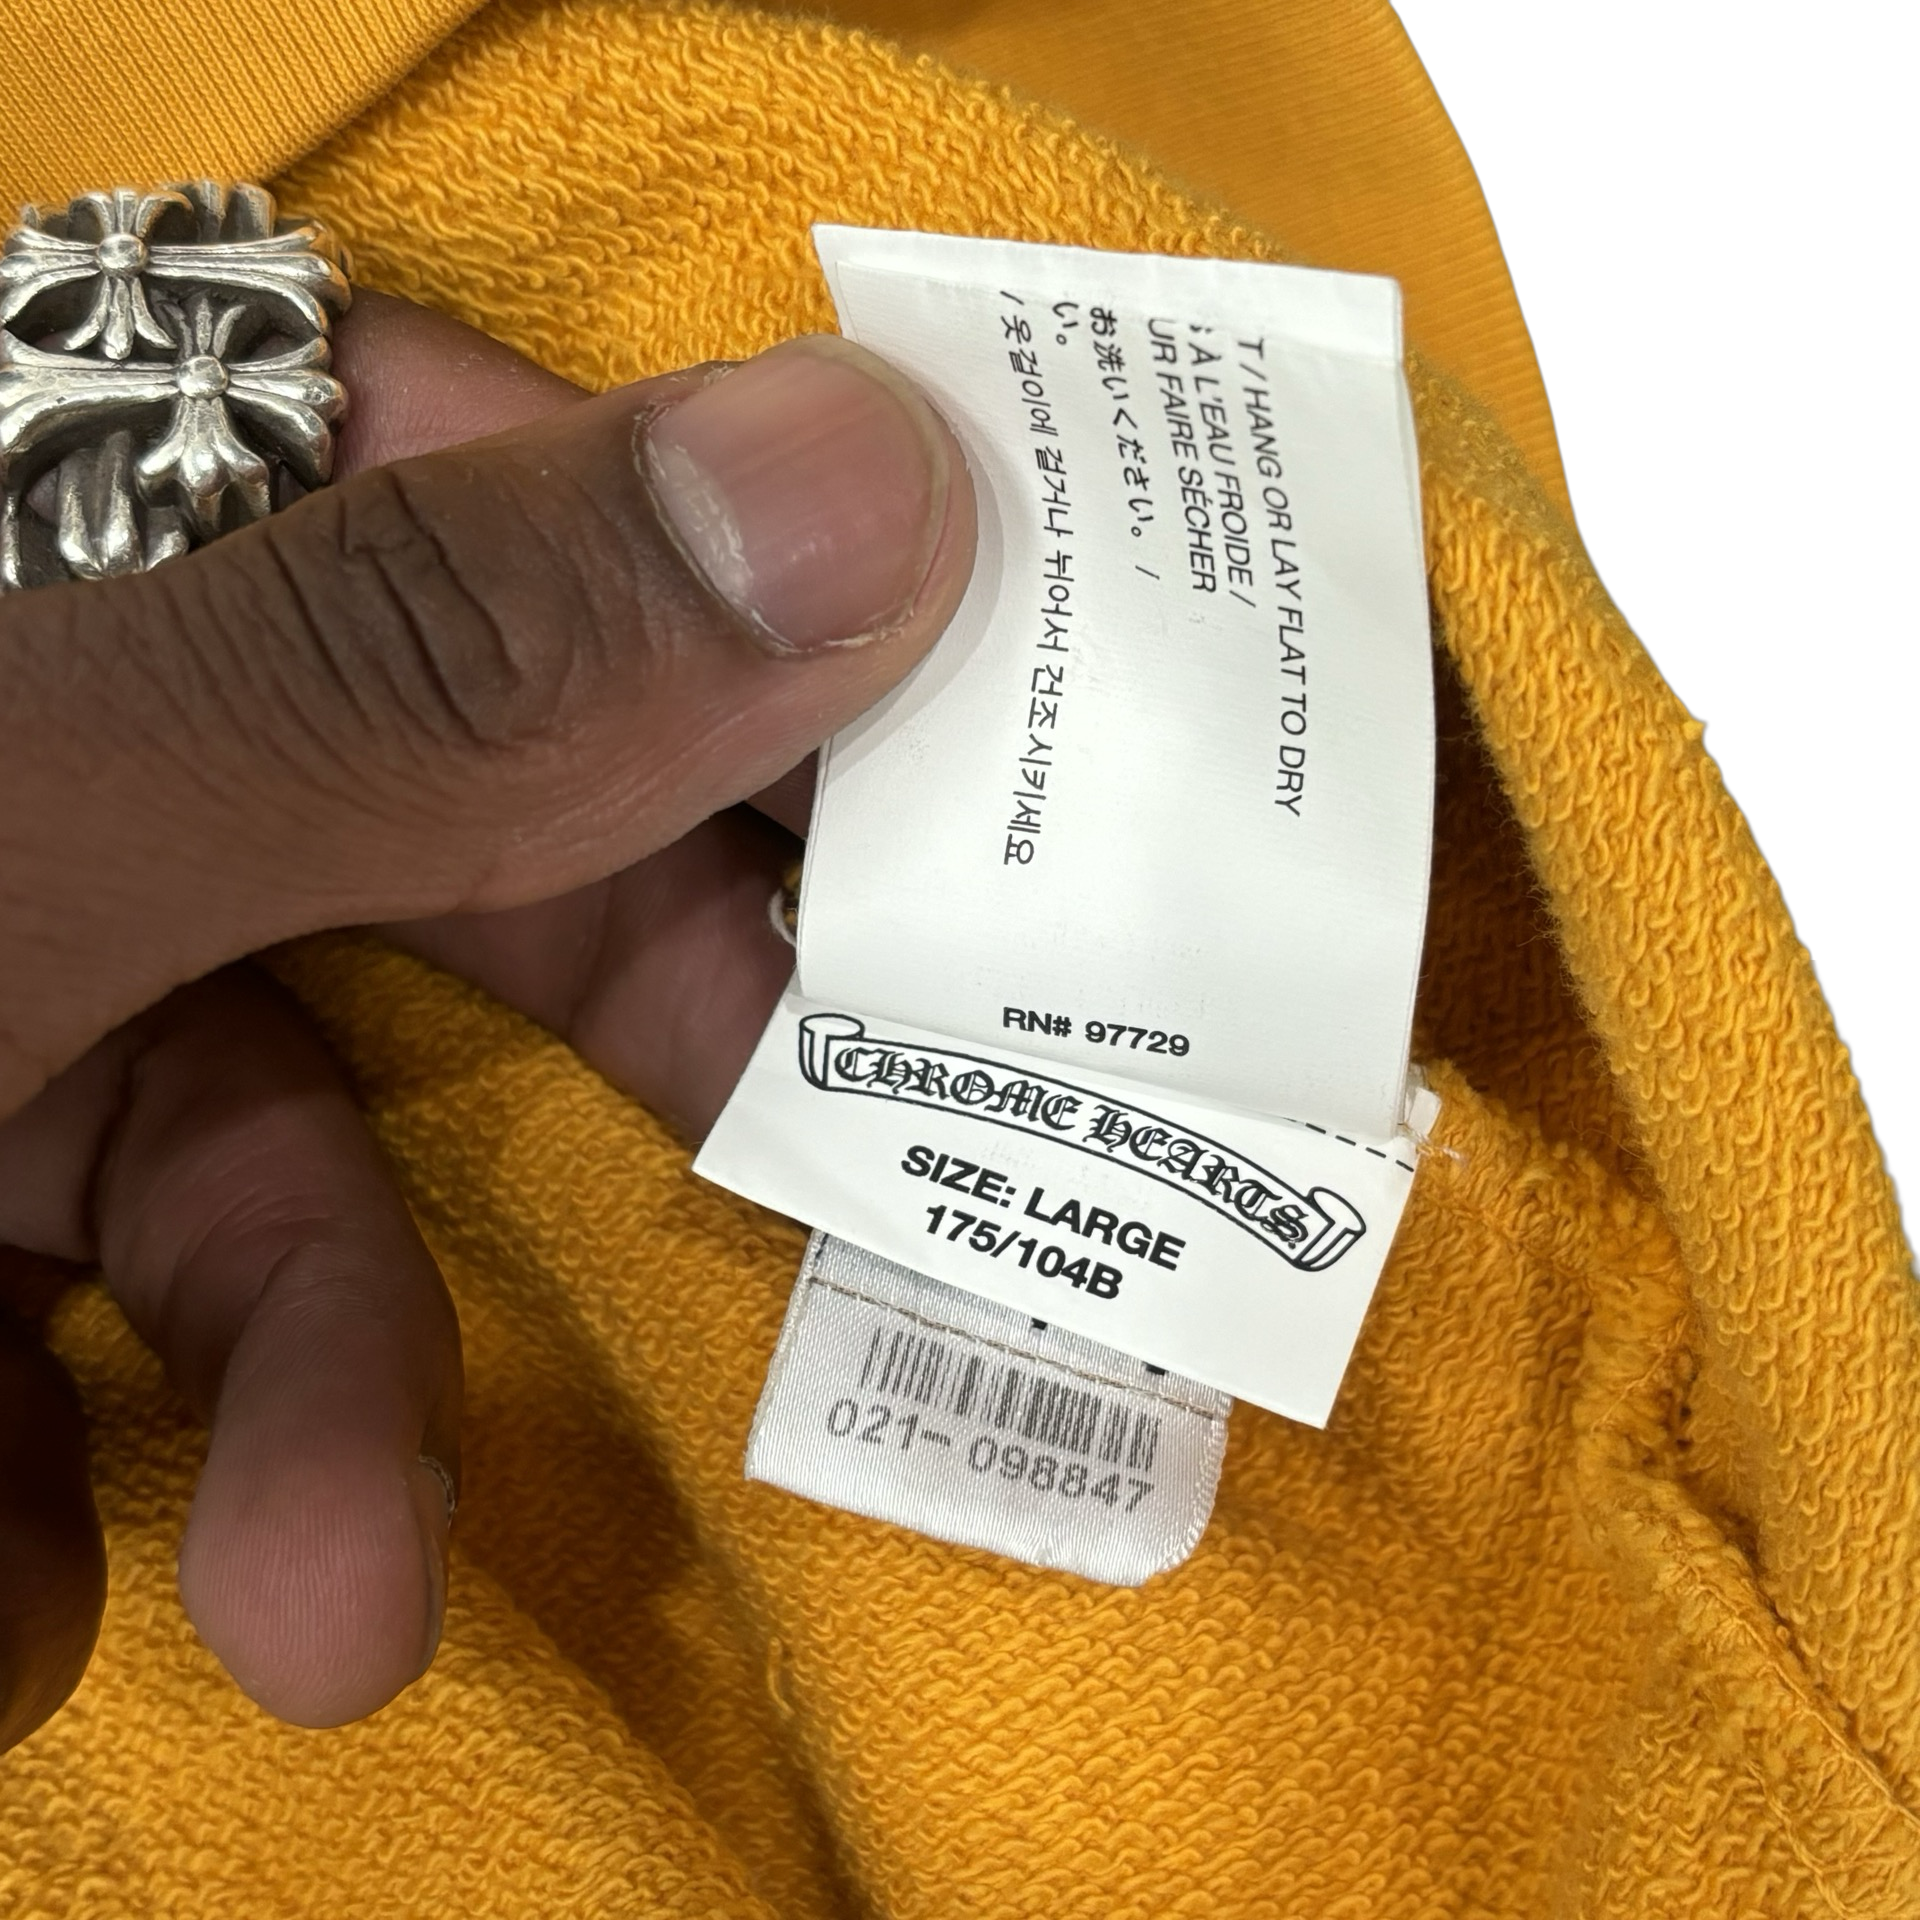 T / HANG OR LAY FLAT TO DRY
À L'EAU FROIDE /
UR FAIRE SÉCHER
お洗いください。 /
い。
/ 옷걸이에 걸거나 뉘어서 건조시키세요
RN# 97729
CHROME HEARTS
SIZE: LARGE
175/104B
021-098847